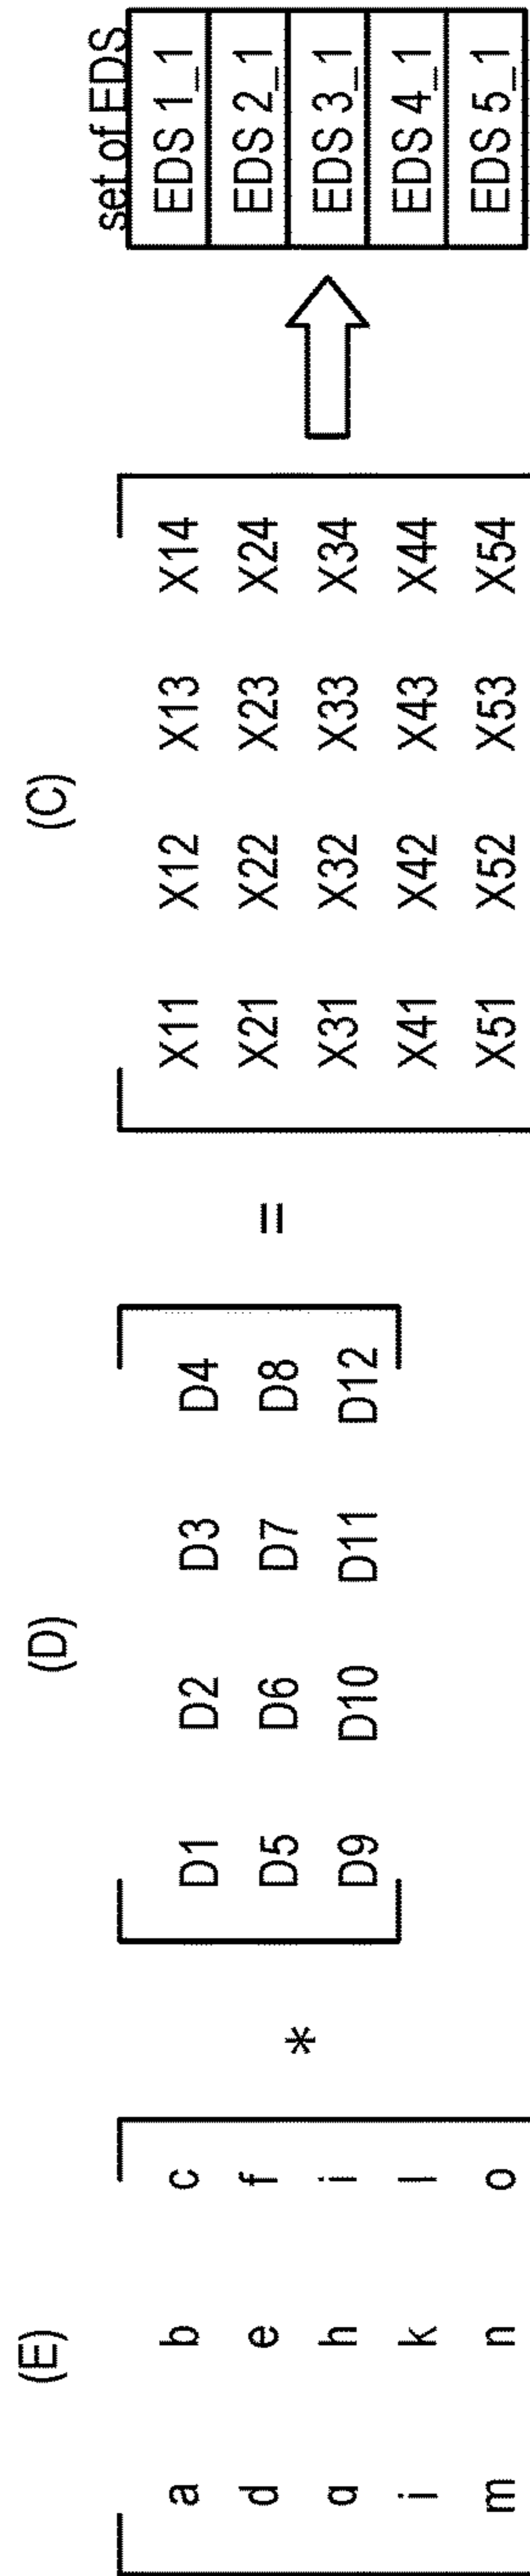 (E)
a b c
d e f
q h i
i k l
m n o
*
(D)
D1 D2 D3 D4
D5 D6 D7 D8
D9 D10 D11 D12
=
(C)
X11 X12 X13 X14
X21 X22 X23 X24
X31 X32 X33 X34
X41 X42 X43 X44
X51 X52 X53 X54
set of EDS
EDS 1_1
EDS 2_1
EDS 3_1
EDS 4_1
EDS 5_1